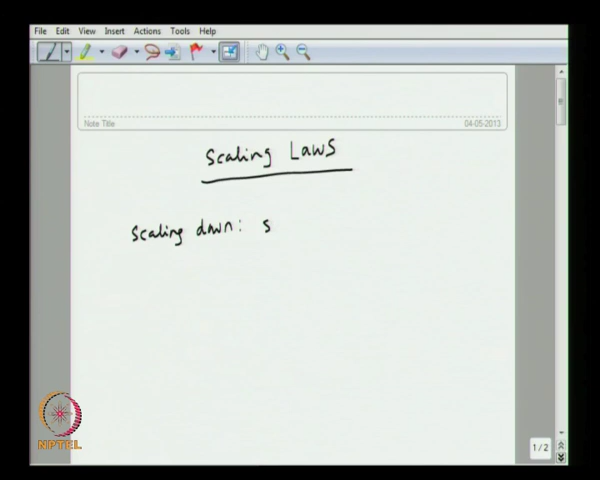 File Edit View Insert Actions Tools Help
Note Title
04-05-2013
Scaling Laws
Scaling down: s
NPTEL
1/2